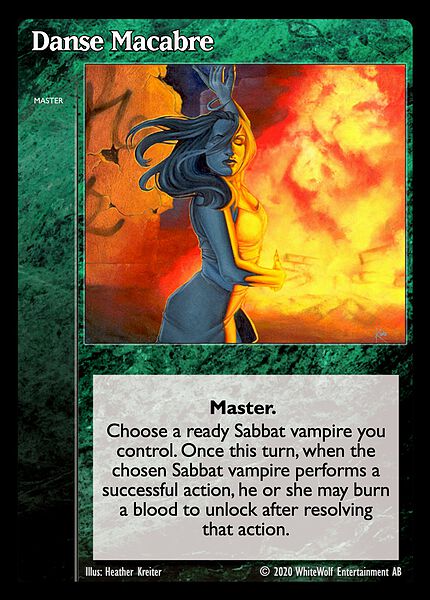 Danse Macabre
MASTER
Master.
Choose a ready Sabbat vampire you
control. Once this turn, when the
chosen Sabbat vampire performs a
successful action, he or she may burn
a blood to unlock after resolving
that action.
Illus: Heather Kreiter
© 2020 WhiteWolf Entertainment AB